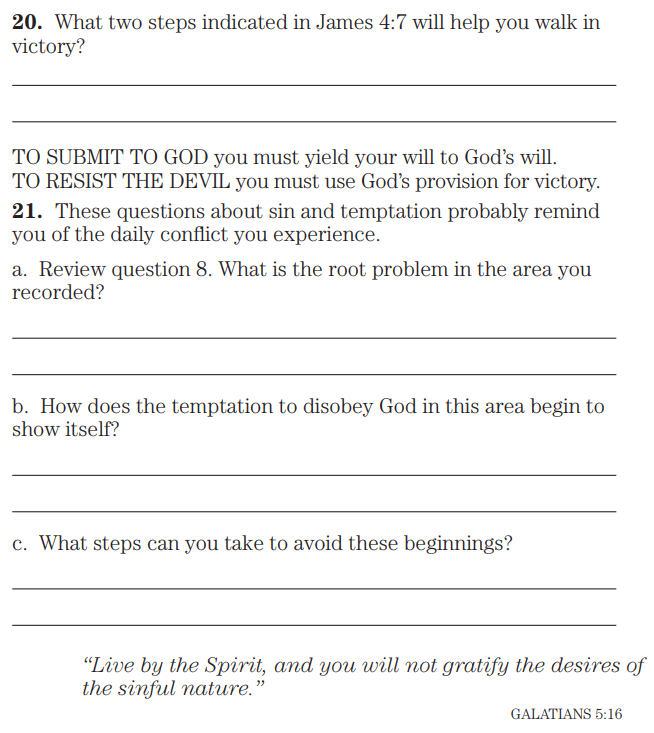 20. What two steps indicated in James 4:7 will help you walk in
victory?
TO SUBMIT TO GOD you must yield your will to God’s will.
TO RESIST THE DEVIL you must use God’s provision for victory.
21. These questions about sin and temptation probably remind
you of the daily conflict you experience.
a. Review question 8. What is the root problem in the area you
recorded?
b. How does the temptation to disobey God in this area begin to
show itself?
c. What steps can you take to avoid these beginnings?
“Live by the Spirit, and you will not gratify the desires of
the sinful nature.”
GALATIANS 5:16